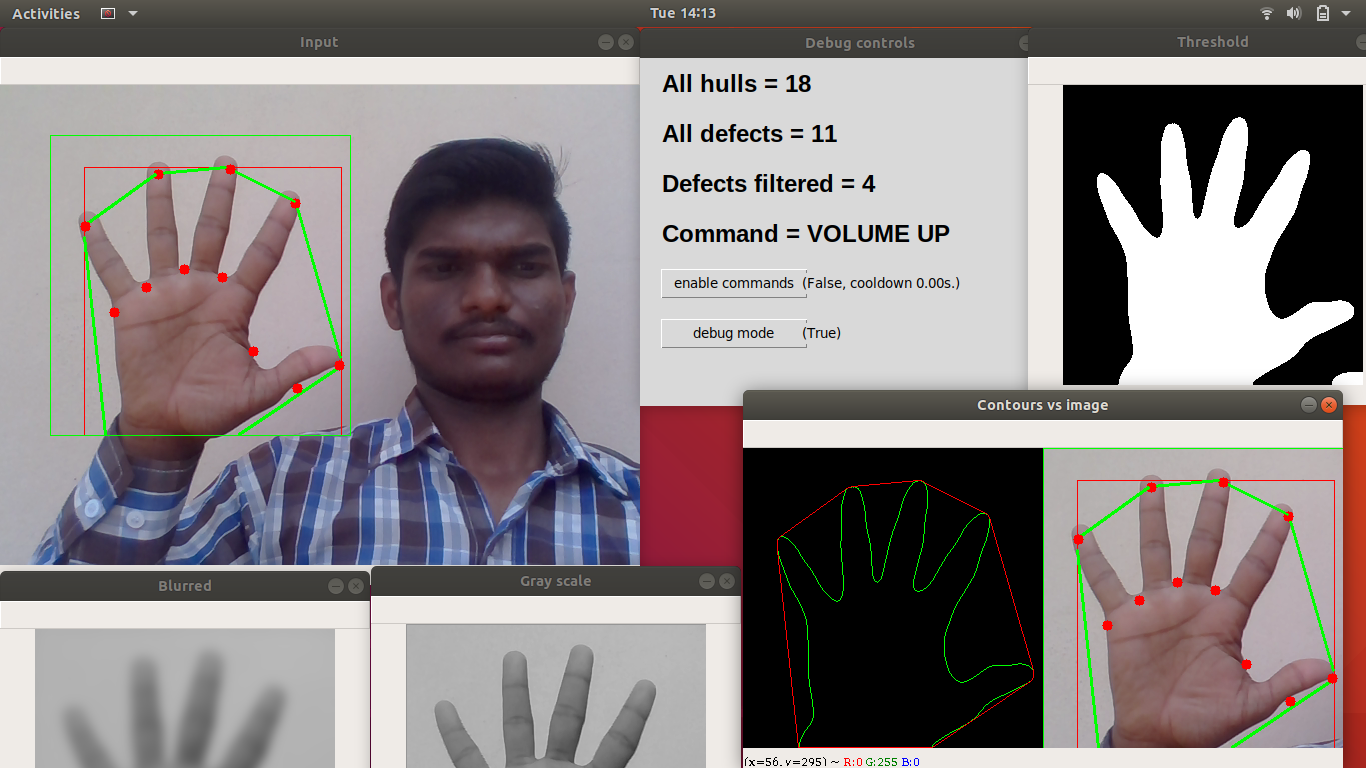 Activities
Tue 14:13
Input
Debug controls
Threshold
All hulls = 18
All defects = 11
Defects filtered = 4
Command = VOLUME UP
enable commands (False, cooldown 0.00s.)
debug mode (True)
Contours vs image
Blurred
Gray scale
(x=56, y=295) ~ R:0 G:255 B:0